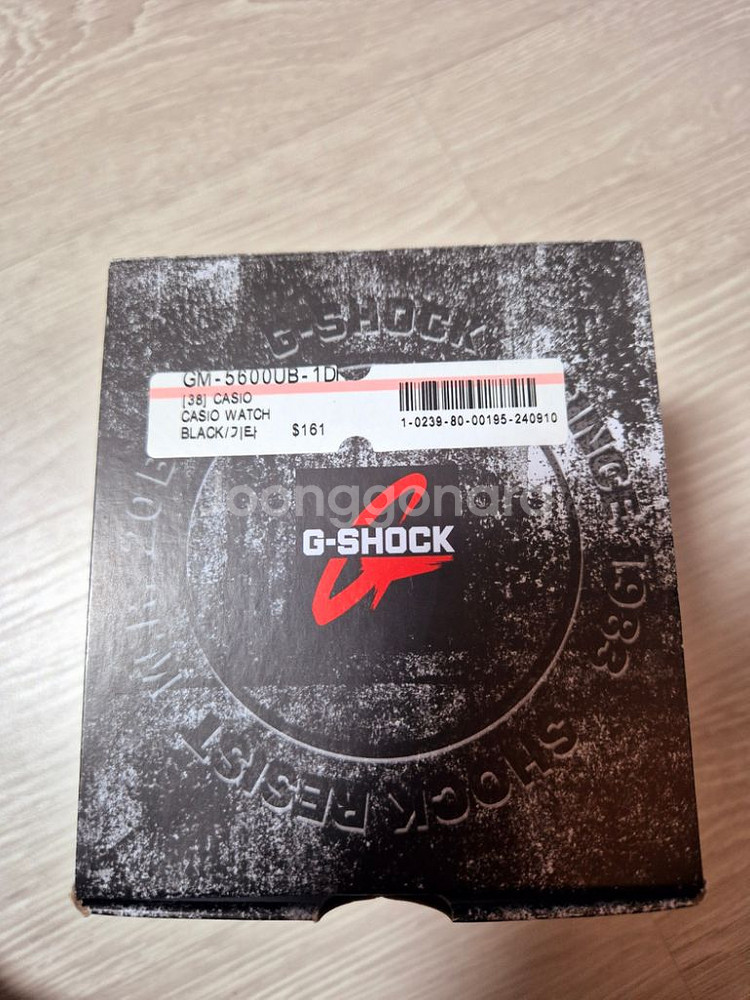 G-SHOCK
GM-5600UB-1D
[38] CASIO
CASIO WATCH
BLACK/기타 $161
1-0239-80-00195-240910
joonggonara
G-SHOCK
SINCE 1983
SHOCK RESIST